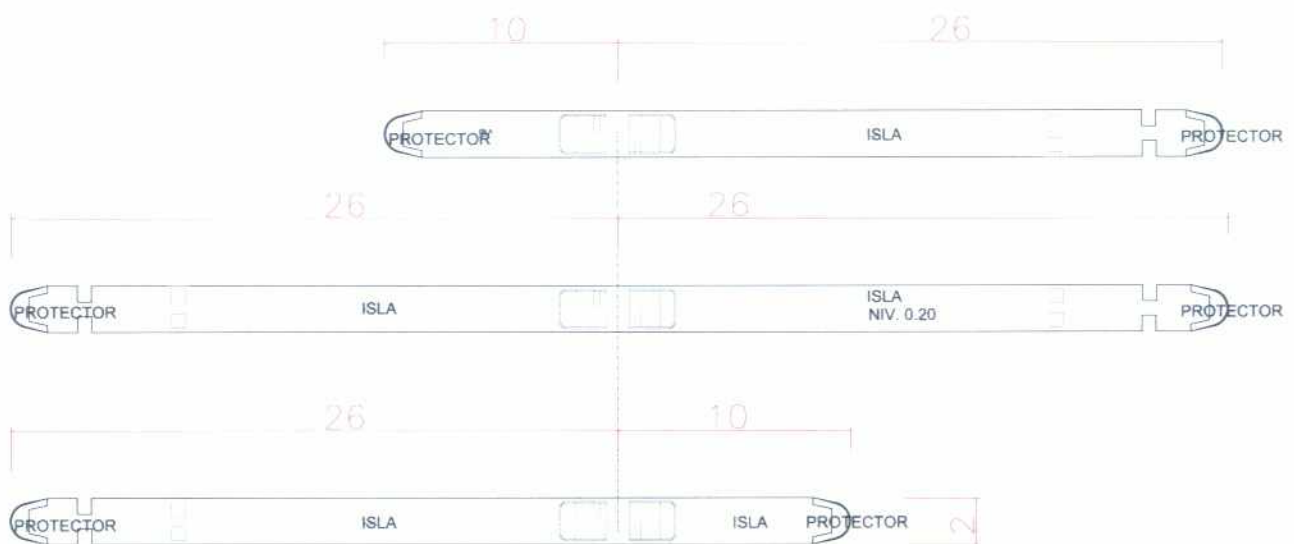 10 26
PROTECTOR ISLA PROTECTOR
26 26
PROTECTOR ISLA ISLA PROTECTOR
NIV. 0.20
26 10
PROTECTOR ISLA ISLA PROTECTOR
2